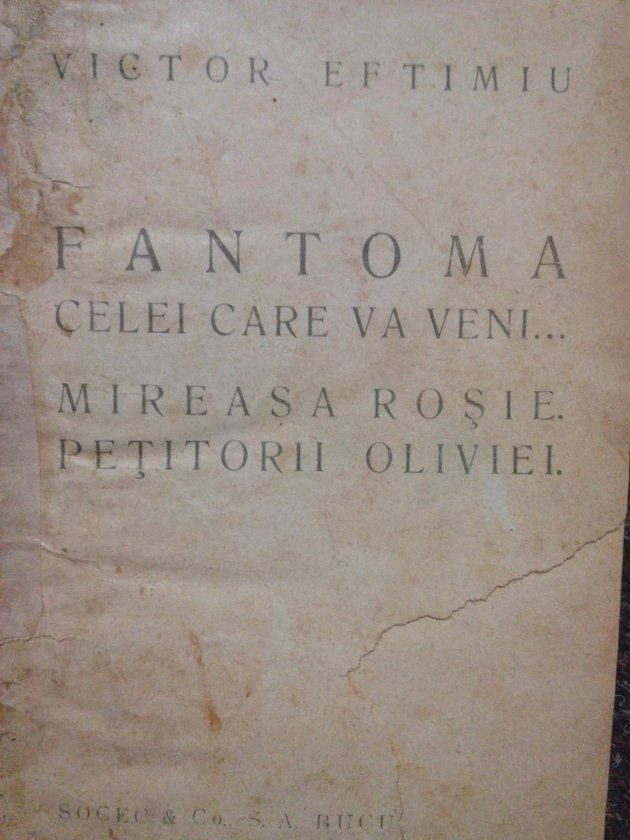 VICTOR EFTIMIU
FANTOMA
CELEI CARE VA VENI...
MIREASA ROŞIE.
PEŢITORII OLIVIEI.
SOCEC & Co., S. A. BUCU